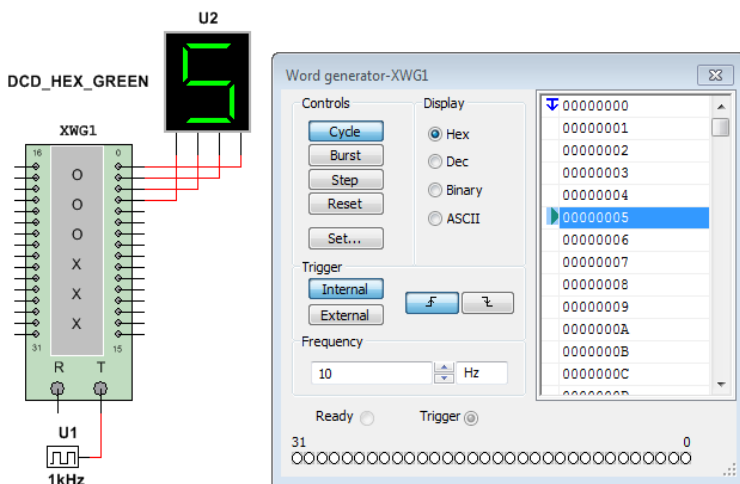 U2
DCD_HEX_GREEN
5
XWG1
16 0
O
O
O
X
X
X
31 15
R T
U1
1kHz
Word generator-XWG1
Controls
Cycle
Burst
Step
Reset
Set...
Display
Hex
Dec
Binary
ASCII
Trigger
Internal
External
Frequency
10 Hz
Ready Trigger
31 0
00000000
00000001
00000002
00000003
00000004
00000005
00000006
00000007
00000008
00000009
0000000A
0000000B
0000000C